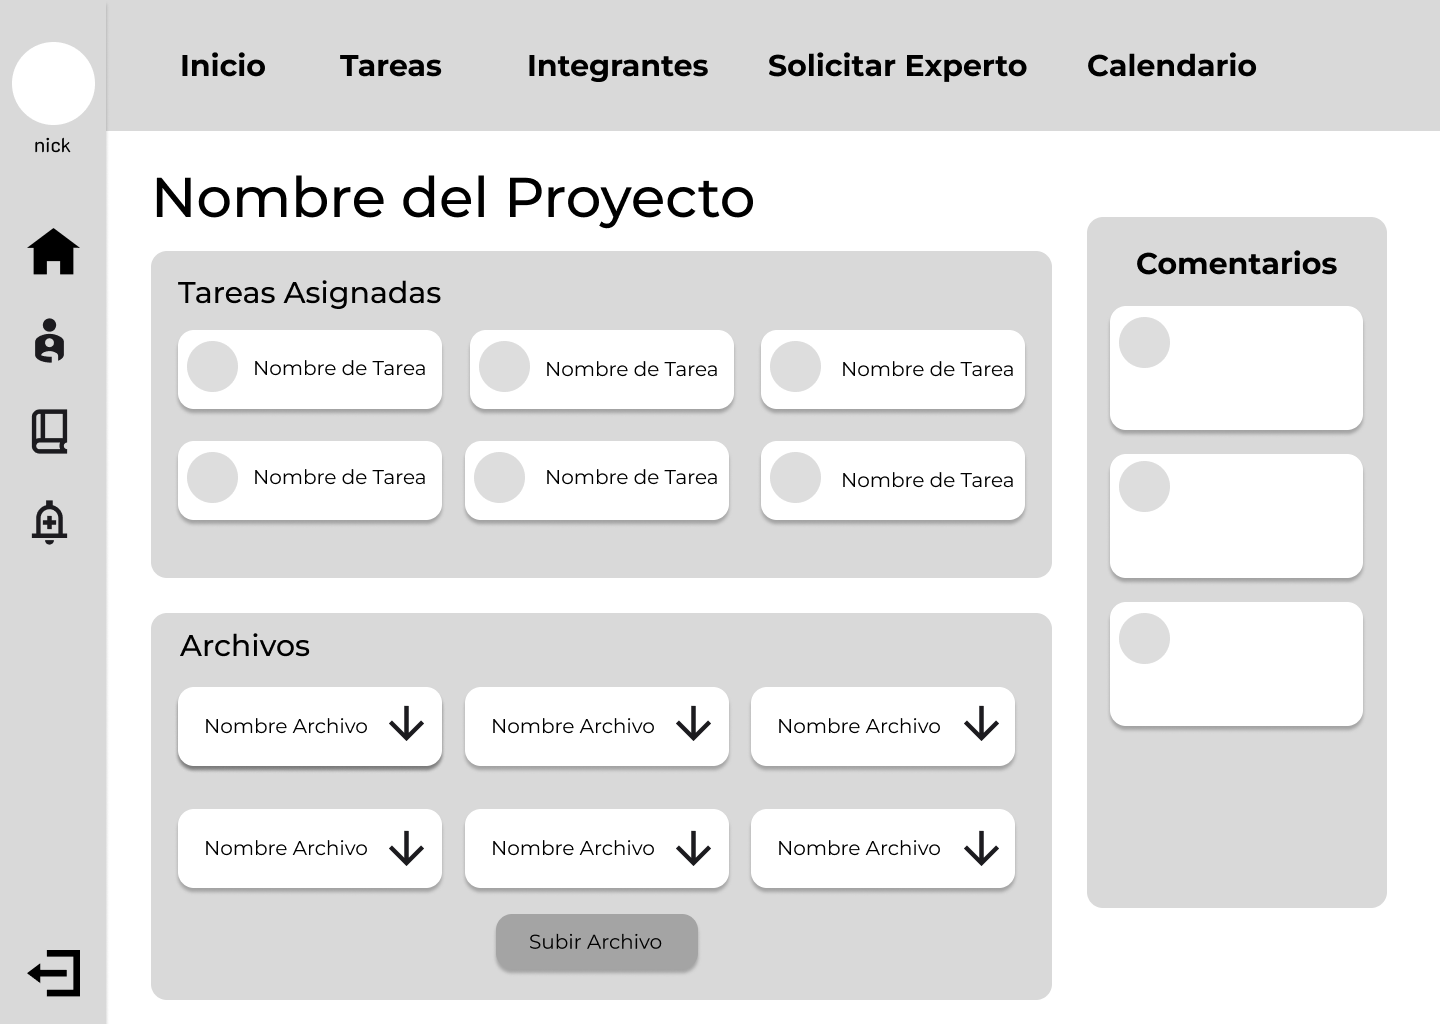 nick
Inicio
Tareas
Integrantes
Solicitar Experto
Calendario
Nombre del Proyecto
Tareas Asignadas
Nombre de Tarea
Nombre de Tarea
Nombre de Tarea
Nombre de Tarea
Nombre de Tarea
Nombre de Tarea
Archivos
Nombre Archivo
Nombre Archivo
Nombre Archivo
Nombre Archivo
Nombre Archivo
Nombre Archivo
Subir Archivo
Comentarios